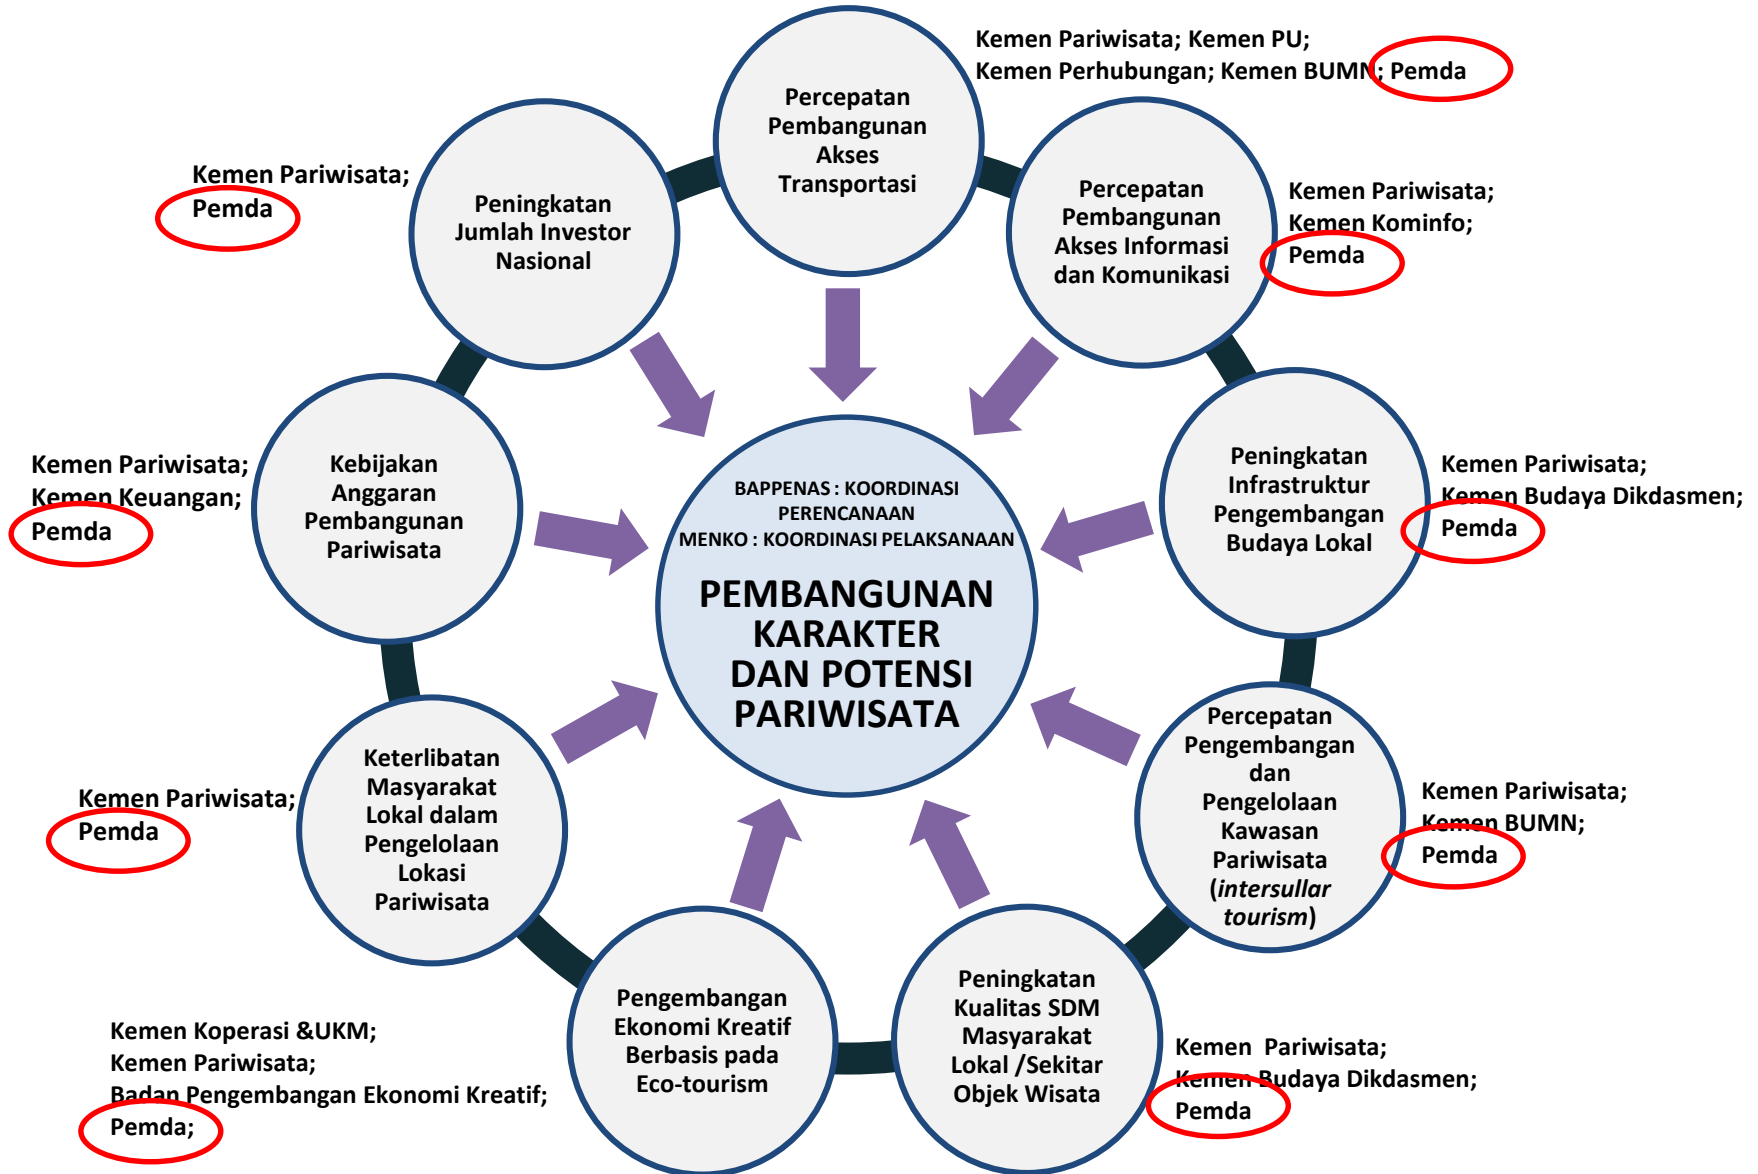 Kemen Pariwisata; Kemen PU;
Kemen Perhubungan; Kemen BUMN; Pemda
Percepatan
Pembangunan
Akses
Transportasi
Percepatan
Pembangunan
Akses Informasi
dan Komunikasi
Kemen Pariwisata;
Kemen Kominfo;
Pemda
Peningkatan
Infrastruktur
Pengembangan
Budaya Lokal
Kemen Pariwisata;
Kemen Budaya Dikdasmen;
Pemda
Percepatan
Pengembangan
dan
Pengelolaan
Kawasan
Pariwisata
(intersullar
tourism)
Kemen Pariwisata;
Kemen BUMN;
Pemda
Peningkatan
Kualitas SDM
Masyarakat
Lokal /Sekitar
Objek Wisata
Kemen Pariwisata;
Kemen Budaya Dikdasmen;
Pemda
Pengembangan
Ekonomi Kreatif
Berbasis pada
Eco-tourism
Kemen Koperasi &UKM;
Kemen Pariwisata;
Badan Pengembangan Ekonomi Kreatif;
Pemda;
Keterlibatan
Masyarakat
Lokal dalam
Pengelolaan
Lokasi
Pariwisata
Kemen Pariwisata;
Pemda
Kebijakan
Anggaran
Pembangunan
Pariwisata
Kemen Pariwisata;
Kemen Keuangan;
Pemda
Peningkatan
Jumlah Investor
Nasional
Kemen Pariwisata;
Pemda
BAPPENAS : KOORDINASI
PERENCANAAN
MENKO : KOORDINASI PELAKSANAAN
PEMBANGUNAN
KARAKTER
DAN POTENSI
PARIWISATA